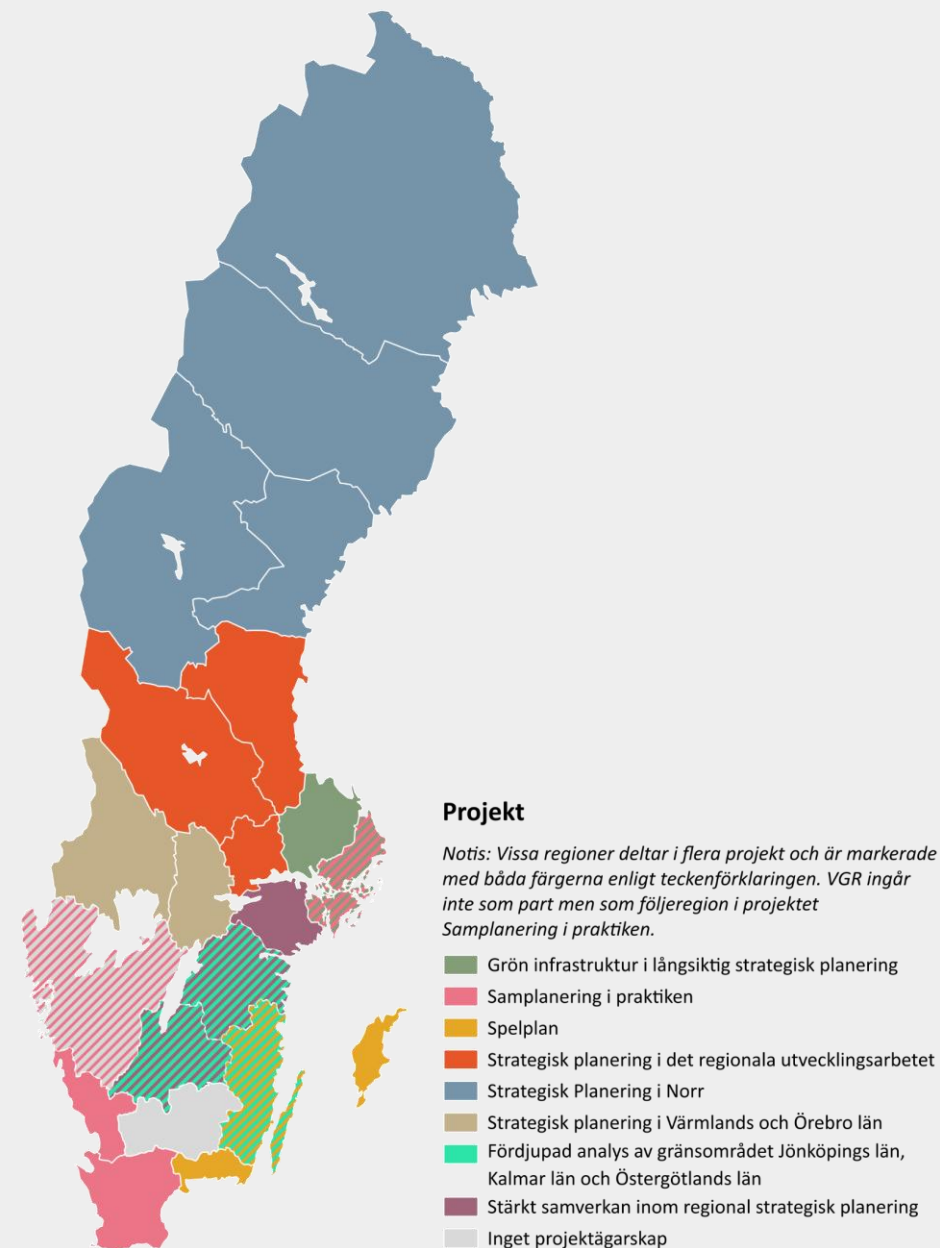 Projekt
Notis: Vissa regioner deltar i flera projekt och är markerade
med båda färgerna enligt teckenförklaringen. VGR ingår
inte som part men som följeregion i projektet
Samplanering i praktiken.
Grön infrastruktur i långsiktig strategisk planering
Samplanering i praktiken
Spelplan
Strategisk planering i det regionala utvecklingsarbetet
Strategisk Planering i Norr
Strategisk planering i Värmlands och Örebro län
Fördjupad analys av gränsområdet Jönköpings län,
Kalmar län och Östergötlands län
Stärkt samverkan inom regional strategisk planering
Inget projektägarskap